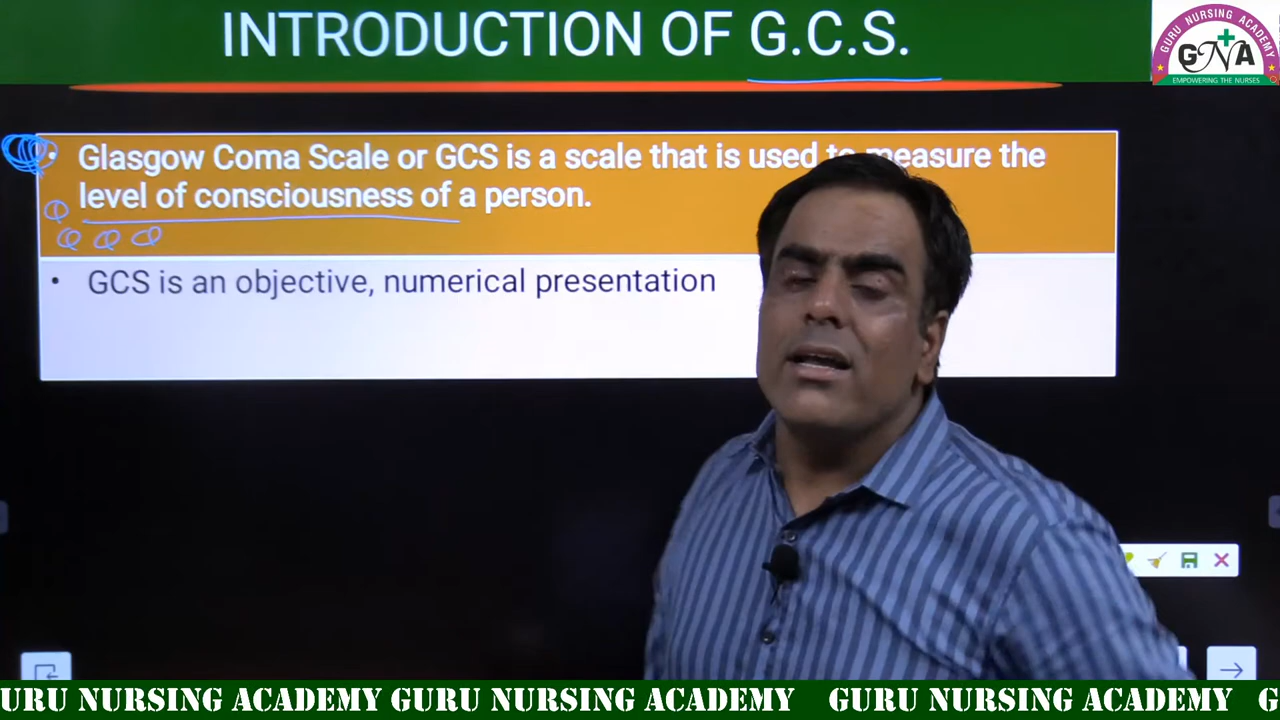 INTRODUCTION OF G.C.S.
GURU NURSING ACADEMY
GNA
EMPOWERING THE NURSES
• Glasgow Coma Scale or GCS is a scale that is used to measure the
level of consciousness of a person.
• GCS is an objective, numerical presentation
URU NURSING ACADEMY GURU NURSING ACADEMY GURU NURSING ACADEMY G